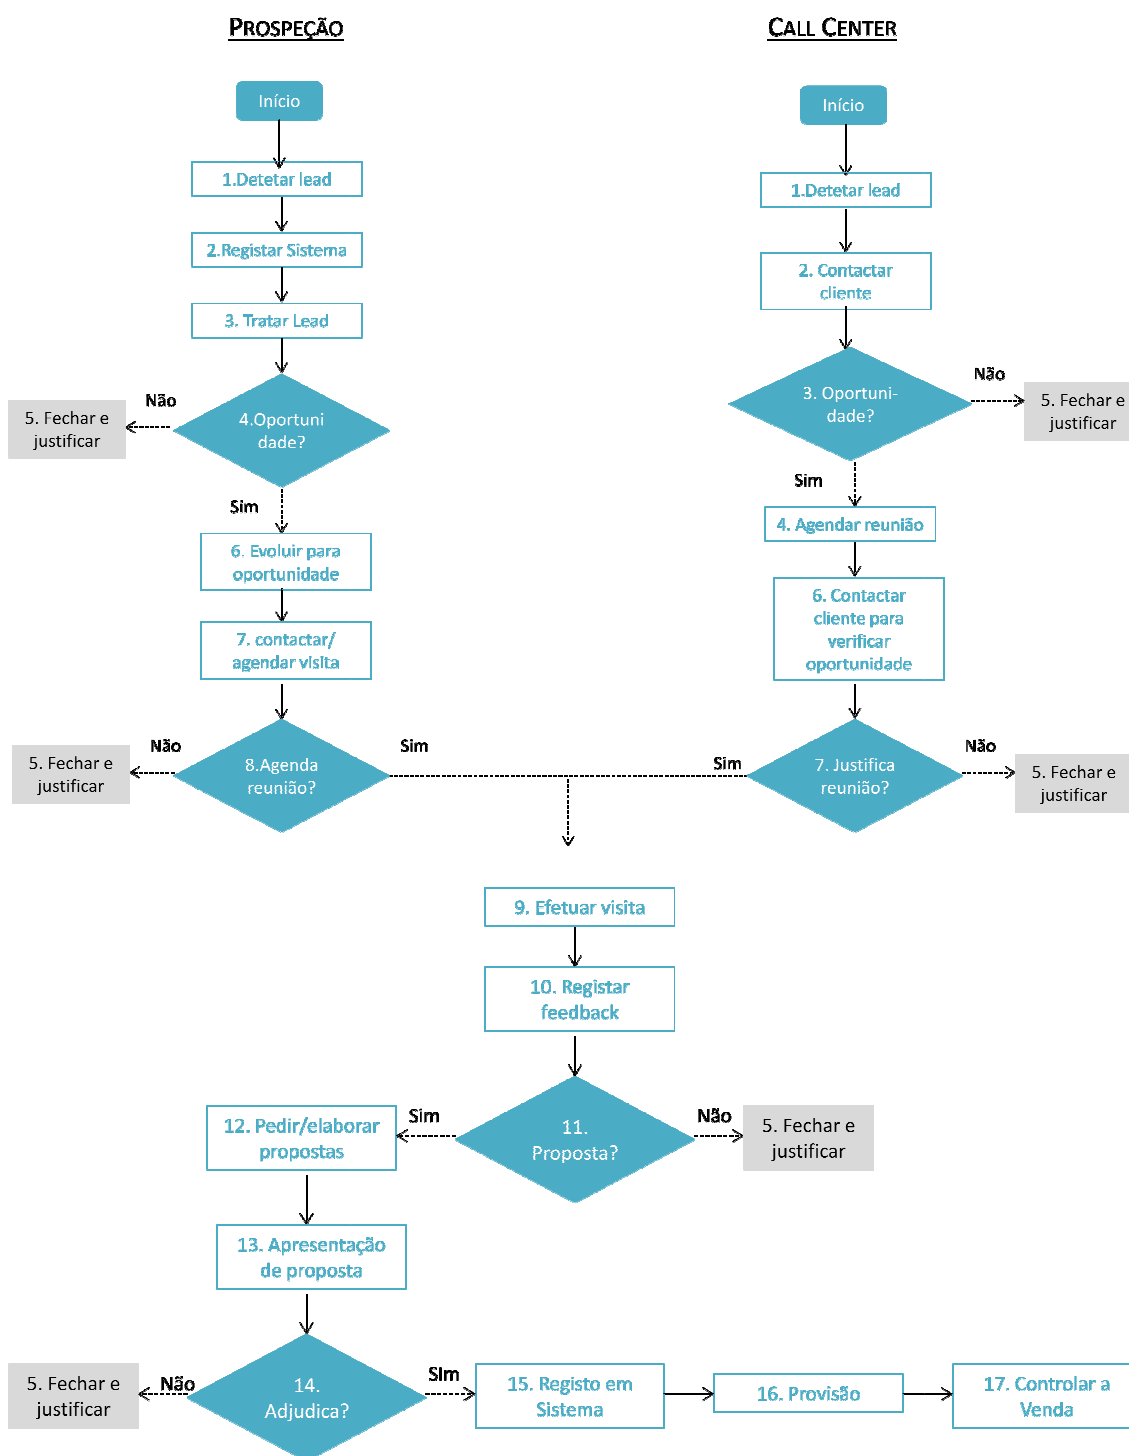 PROSPEÇÃO
CALL CENTER
Início
Início
1.Detetar lead
1.Detetar lead
2.Registar Sistema
2. Contactar
cliente
3. Tratar Lead
Não
5. Fechar e
justificar
4.Oportuni
dade?
3. Oportuni-
dade?
Não
5. Fechar e
justificar
Sim
Sim
4. Agendar reunião
6. Evoluir para
oportunidade
6. Contactar
cliente para
verificar
oportunidade
7. contactar/
agendar visita
Não
5. Fechar e
justificar
8.Agenda
reunião?
Sim
Sim
7. Justifica
reunião?
Não
5. Fechar e
justificar
9. Efetuar visita
10. Registar
feedback
12. Pedir/elaborar
propostas
Sim
11.
Proposta?
Não
5. Fechar e
justificar
13. Apresentação
de proposta
5. Fechar e
justificar
Não
14.
Adjudica?
Sim
15. Registo em
Sistema
16. Provisão
17. Controlar a
Venda